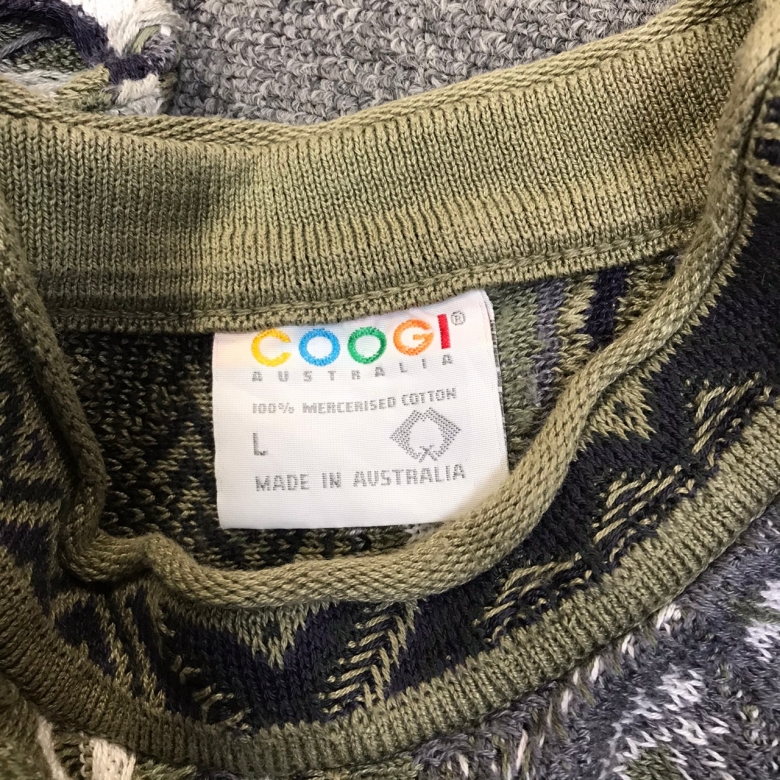 COOGI®
AUSTRALIA
100% MERCERISED COTTON
L
MADE IN AUSTRALIA